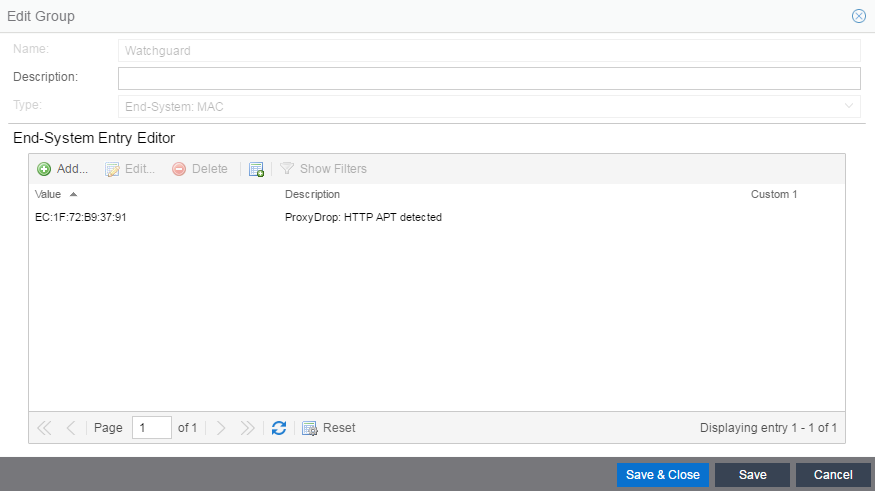 Edit Group
Name: Watchguard
Description:
Type: End-System: MAC
End-System Entry Editor
Add... Edit... Delete Show Filters
Value Description Custom 1
EC:1F:72:B9:37:91 ProxyDrop: HTTP APT detected
Page 1 of 1 Reset Displaying entry 1 - 1 of 1
Save & Close Save Cancel